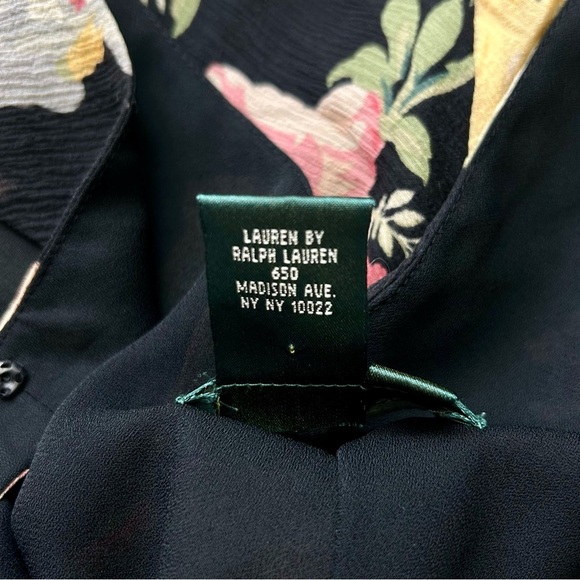 LAUREN BY
RALPH LAUREN
650
MADISON AVE.
NY NY 10022